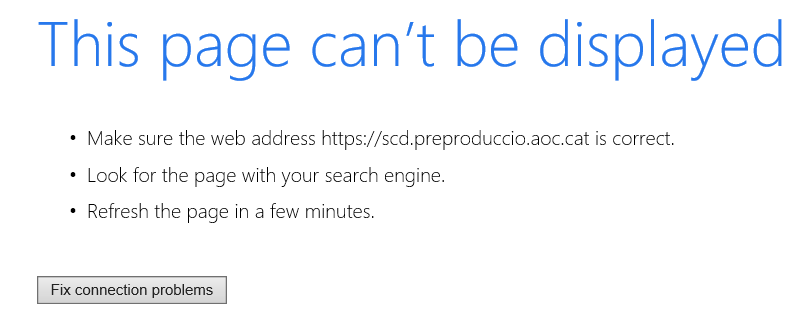 This page can't be displayed
• Make sure the web address https://scd.preproduccio.aoc.cat is correct.
• Look for the page with your search engine.
• Refresh the page in a few minutes.
Fix connection problems